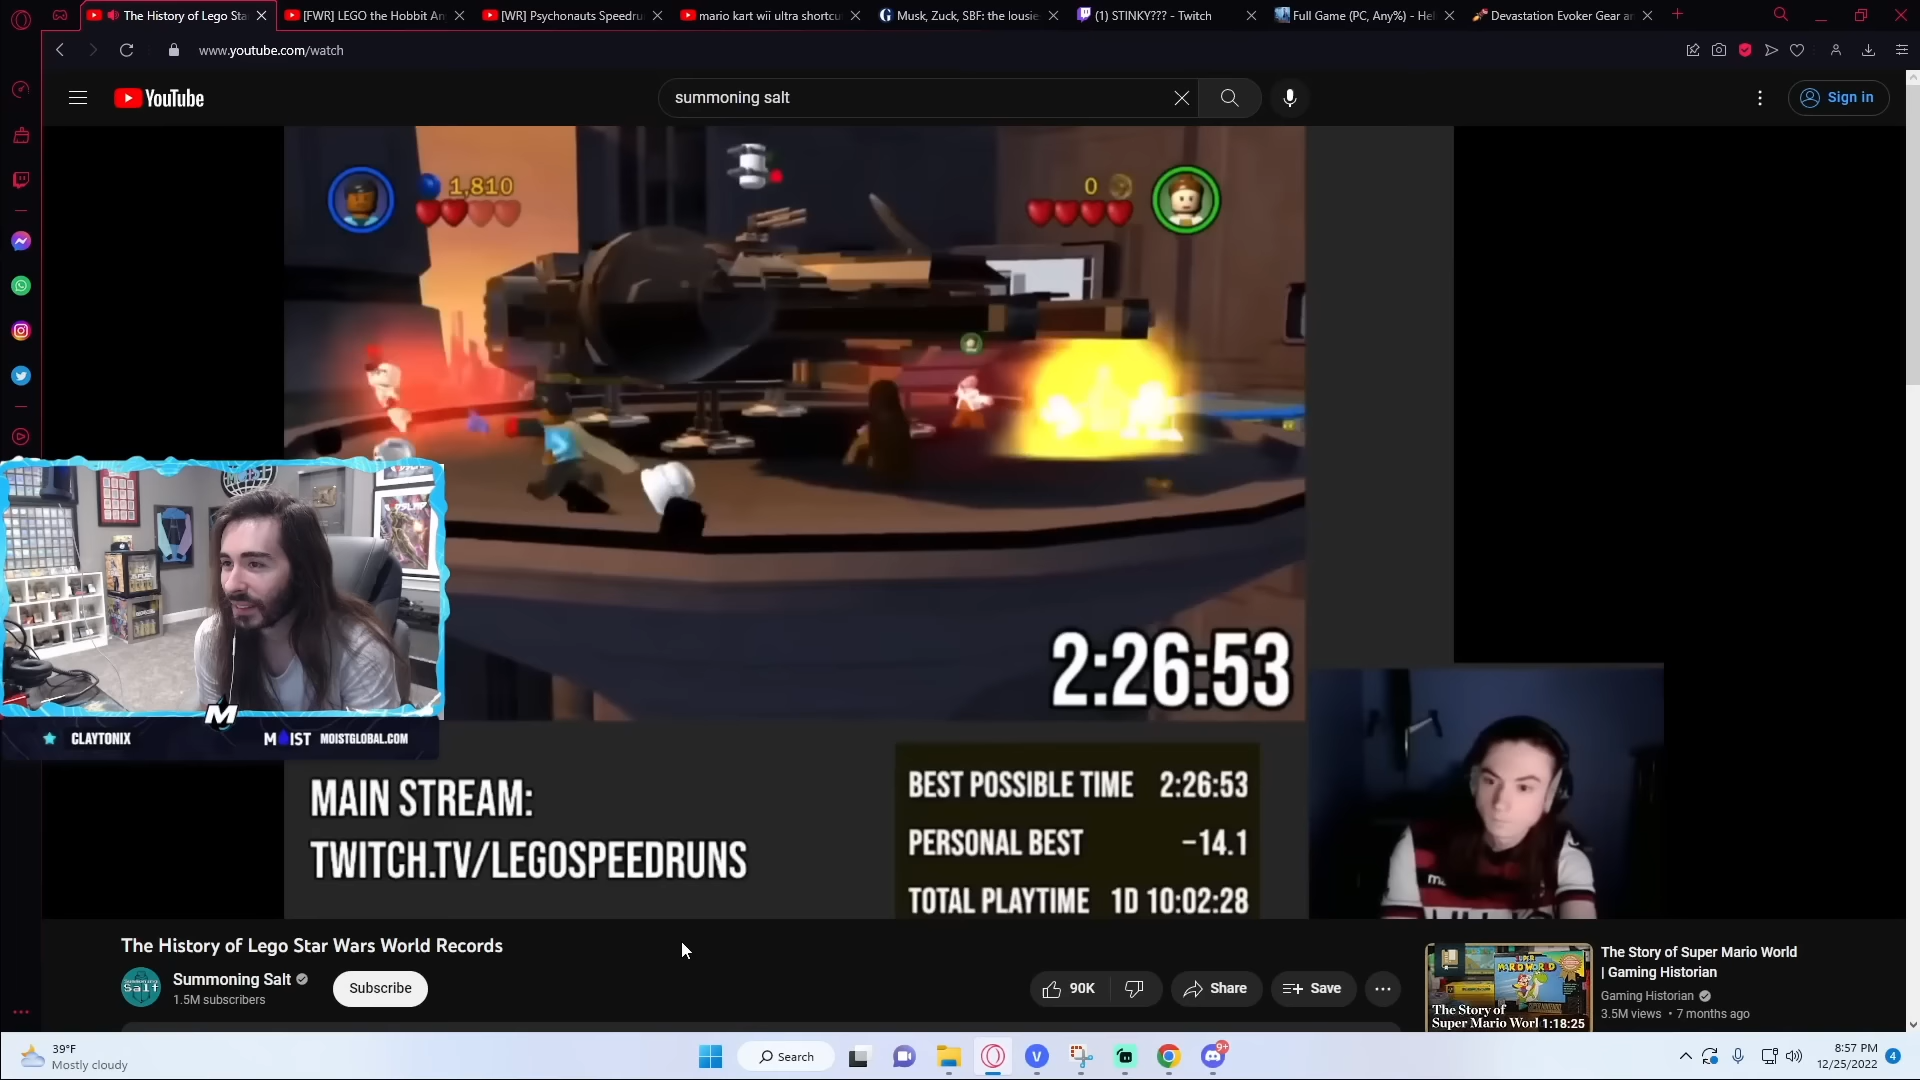 The History of Lego Sta
[FWR] LEGO the Hobbit An
[WR] Psychonauts Speedru
mario kart wii ultra shortcu
Musk, Zuck, SBF: the lousie
(1) STINKY??? - Twitch
Full Game (PC, Any%) - Hel
Devastation Evoker Gear an
www.youtube.com/watch
YouTube
summoning salt
Sign in
1,810
0
2:26:53
CLAYTONIX
M
MOIST MOISTGLOBAL.COM
MAIN STREAM:
TWITCH.TV/LEGOSPEEDRUNS
BEST POSSIBLE TIME 2:26:53
PERSONAL BEST -14.1
TOTAL PLAYTIME 1D 10:02:28
The History of Lego Star Wars World Records
Summoning Salt
1.5M subscribers
Subscribe
90K
Share
Save
The Story of
Super Mario Worl
1:18:25
The Story of Super Mario World
| Gaming Historian
Gaming Historian
3.5M views • 7 months ago
39°F
Mostly cloudy
Search
V
9+
8:57 PM
12/25/2022
4